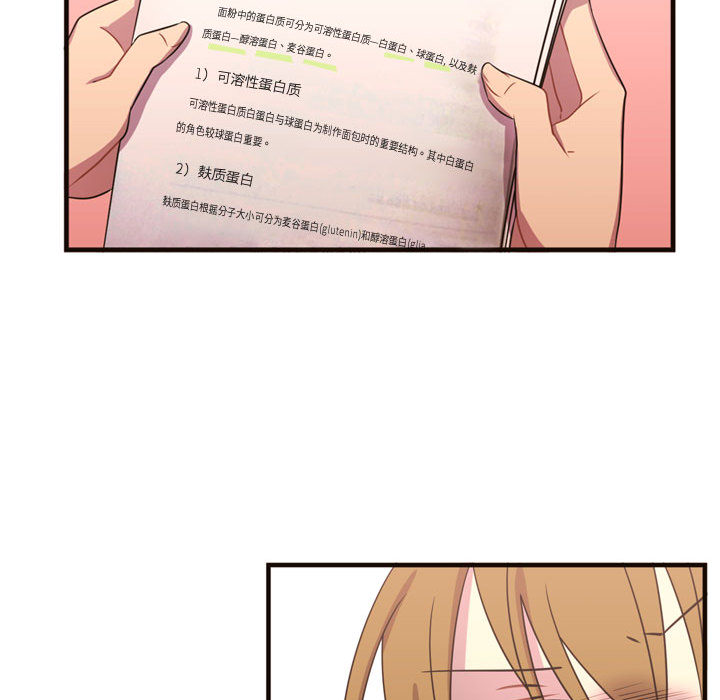 面粉中的蛋白质可分为可溶性蛋白质—白蛋白、球蛋白, 以及麸
质蛋白—醇溶蛋白、麦谷蛋白。
1）可溶性蛋白质
可溶性蛋白质白蛋白与球蛋白为制作面包时的重要结构。其中白蛋白
的角色较球蛋白重要。
2）麸质蛋白
麸质蛋白根据分子大小可分为麦谷蛋白(glutenin)和醇溶蛋白(glia